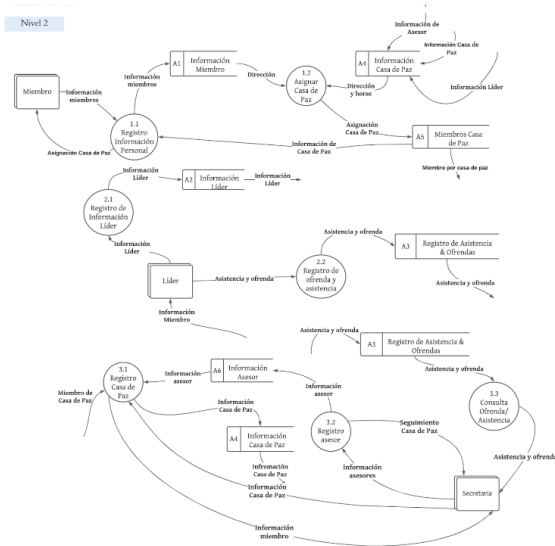 Nivel 2
Información de
Asesor
Información Casa de
Paz
A1
Información
Miembro
A4
Información
Casa de Paz
Información
miembros
Dirección
1.2
Asignar
Casa de
Paz
Dirección
y horos
Información Líder
Miembro
Información
miembros
1.1
Registro
Información
Personal
Asignación
Casa de Paz
A5
Miembros Casa
de Paz
Información de
Casa de Paz
Asignación Casa de Paz
Miembro por casa de paz
Información
Líder
A2
Información
Líder
Información
Líder
2.1
Registro de
Información
Líder
Información
Líder
Asistencia y ofrenda
A3
Registro de Asistencia
& Ofrendas
Líder
Asistencia y ofrenda
2.2
Registro de
ofrenda y
asistencia
Asistencia y ofrenda
Información
Miembro
Asistencia y ofrenda
A3
Registro de Asistencia &
Ofrendas
Asistencia y ofrenda
3.1
Registro
Casa de
Paz
Información
asesor
A6
Información
Asesor
Información
asesor
Miembro de
Casa de Paz
Información
Casa de Paz
3.3
Consulta
Ofrenda/
Asistencia
A4
Información
Casa de Paz
3.2
Registro
asesor
Seguimiento
Casa de Paz
Asistencia y ofrenda
Infremación
Casa de Paz
Información
asesores
Información
Casa de Paz
Secretaria
Información
miembro